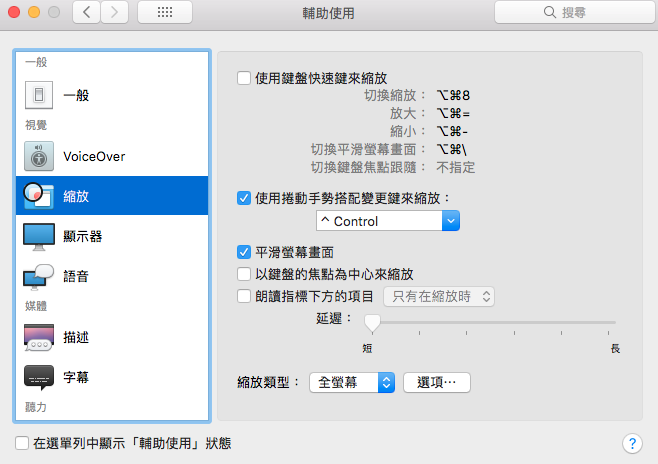 輔助使用
搜尋
一般
一般
視覺
VoiceOver
縮放
顯示器
語音
媒體
描述
字幕
聽力
使用鍵盤快速鍵來縮放
切換縮放： ⌥⌘8
放大： ⌥⌘=
縮小： ⌥⌘-
切換平滑螢幕畫面： ⌥⌘\
切換鍵盤焦點跟隨： 不指定
使用捲動手勢搭配變更鍵來縮放：
^ Control
平滑螢幕畫面
以鍵盤的焦點為中心來縮放
朗讀指標下方的項目 只有在縮放時
延遲：
短 長
縮放類型： 全螢幕 選項⋯
在選單列中顯示「輔助使用」狀態 ?